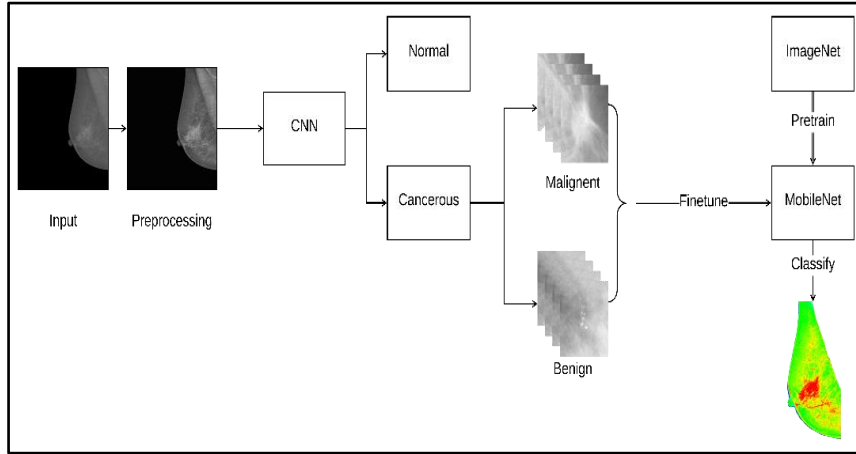 Input
Preprocessing
CNN
Normal
Cancerous
Malignent
Benign
Finetune
ImageNet
Pretrain
MobileNet
Classify